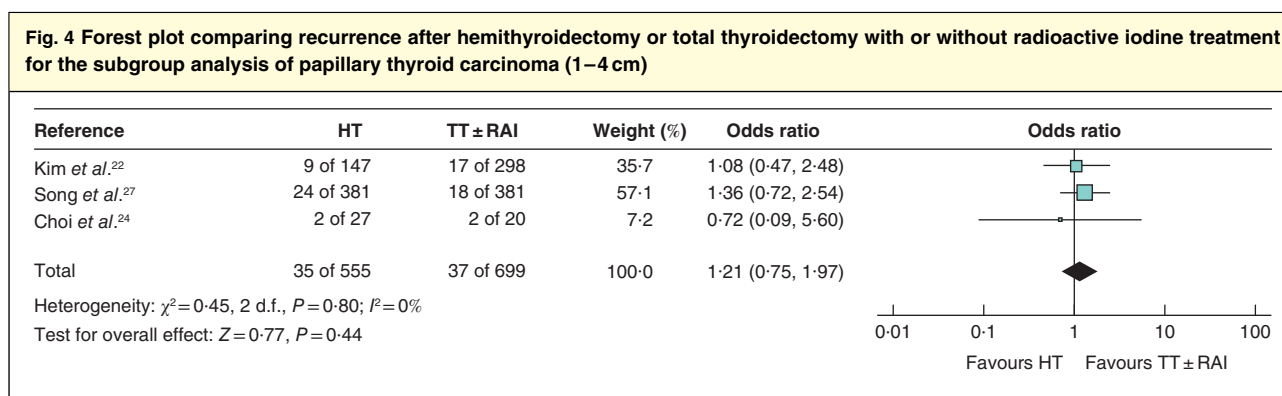 Fig. 4 Forest plot comparing recurrence after hemithyroidectomy or total thyroidectomy with or without radioactive iodine treatment
for the subgroup analysis of papillary thyroid carcinoma (1–4 cm)
Reference HT TT ± RAI Weight (%) Odds ratio Odds ratio
Kim et al.²² 9 of 147 17 of 298 35·7 1·08 (0·47, 2·48)
Song et al.²⁷ 24 of 381 18 of 381 57·1 1·36 (0·72, 2·54)
Choi et al.²⁴ 2 of 27 2 of 20 7·2 0·72 (0·09, 5·60)
Total 35 of 555 37 of 699 100·0 1·21 (0·75, 1·97)
Heterogeneity: χ² = 0·45, 2 d.f., P = 0·80; I² = 0%
Test for overall effect: Z = 0·77, P = 0·44
0·01 0·1 1 10 100
Favours HT Favours TT ± RAI